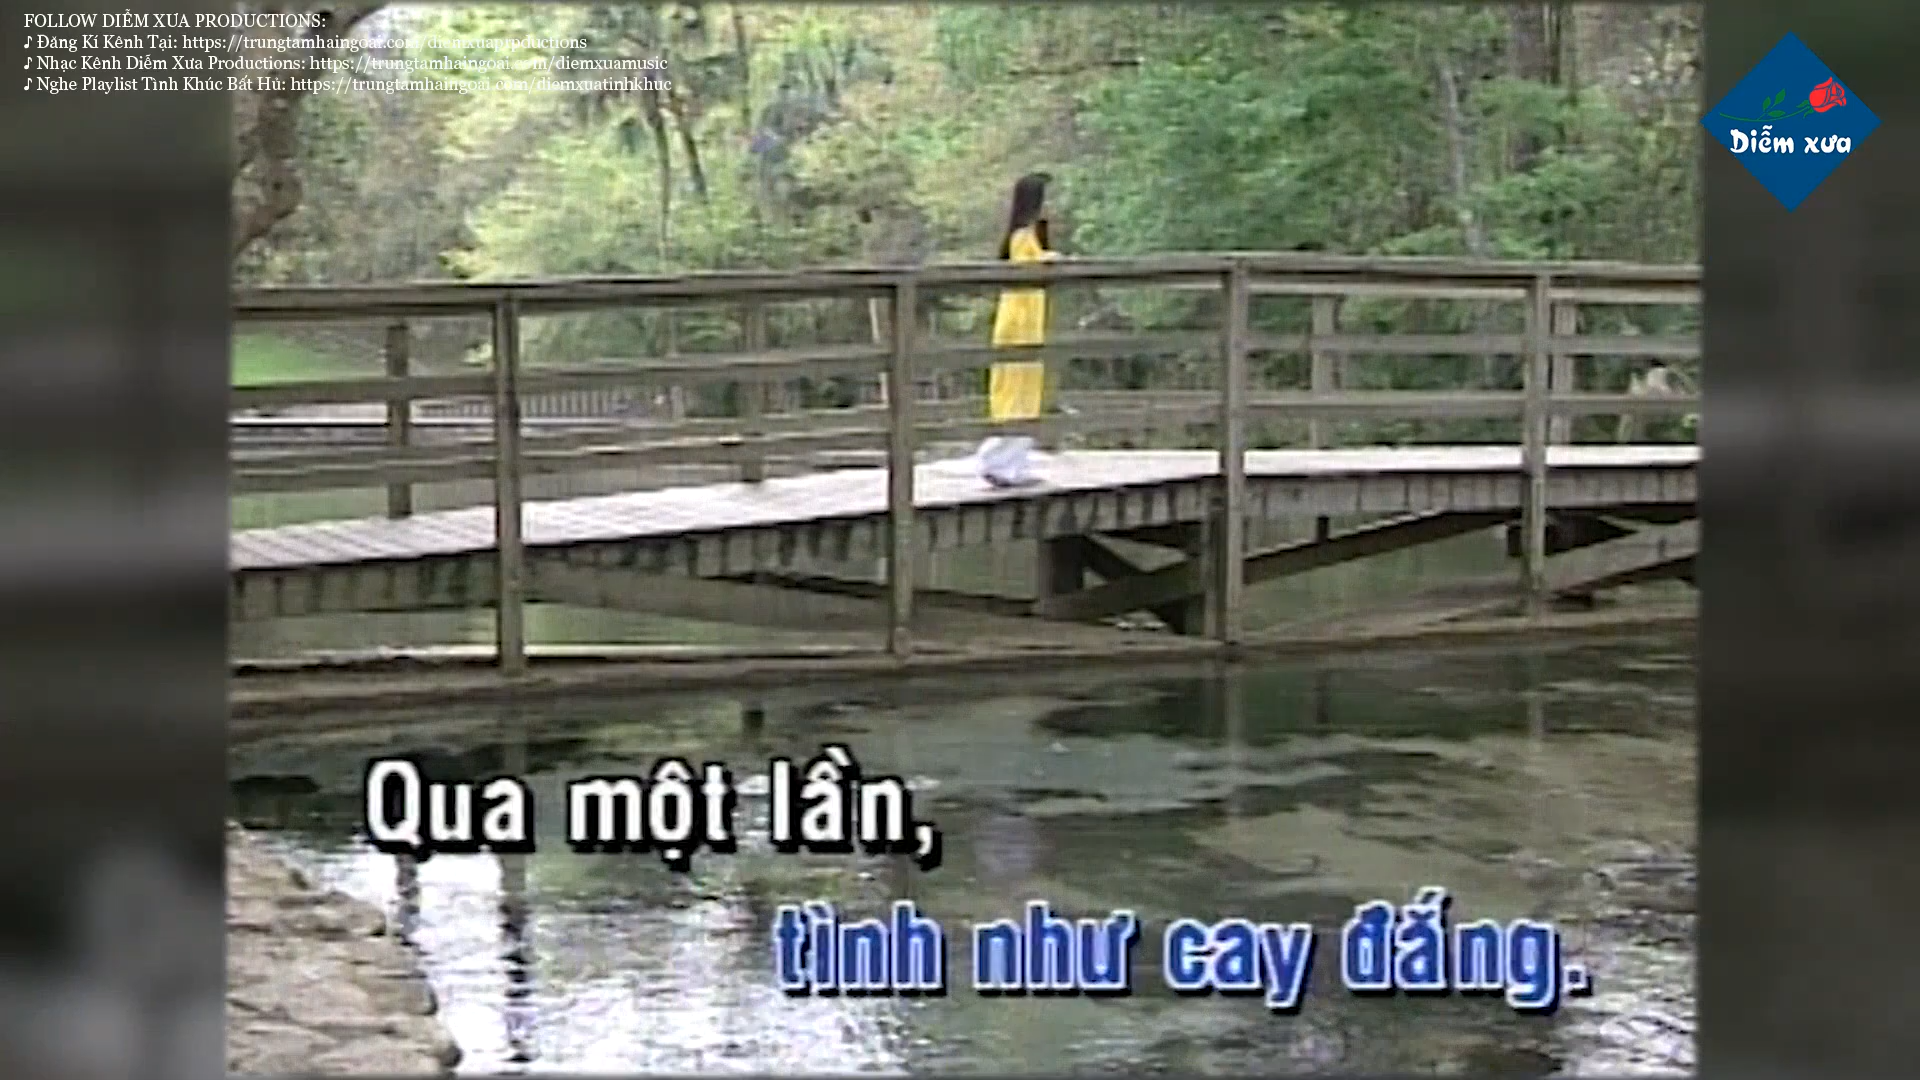 FOLLOW DIỄM XƯA PRODUCTIONS:
♪ Đăng Kí Kênh Tại: https://trungtamhaingoai.com/diemxuaprpductions
♪ Nhạc Kênh Diễm Xưa Productions: https://trungtamhaingoai.com/diemxuamusic
♪ Nghe Playlist Tình Khúc Bất Hủ: https://trungtamhaingoai.com/diemxuatinhkhuc
Diễm xưa
Qua một lần,
tình như cay đắng.